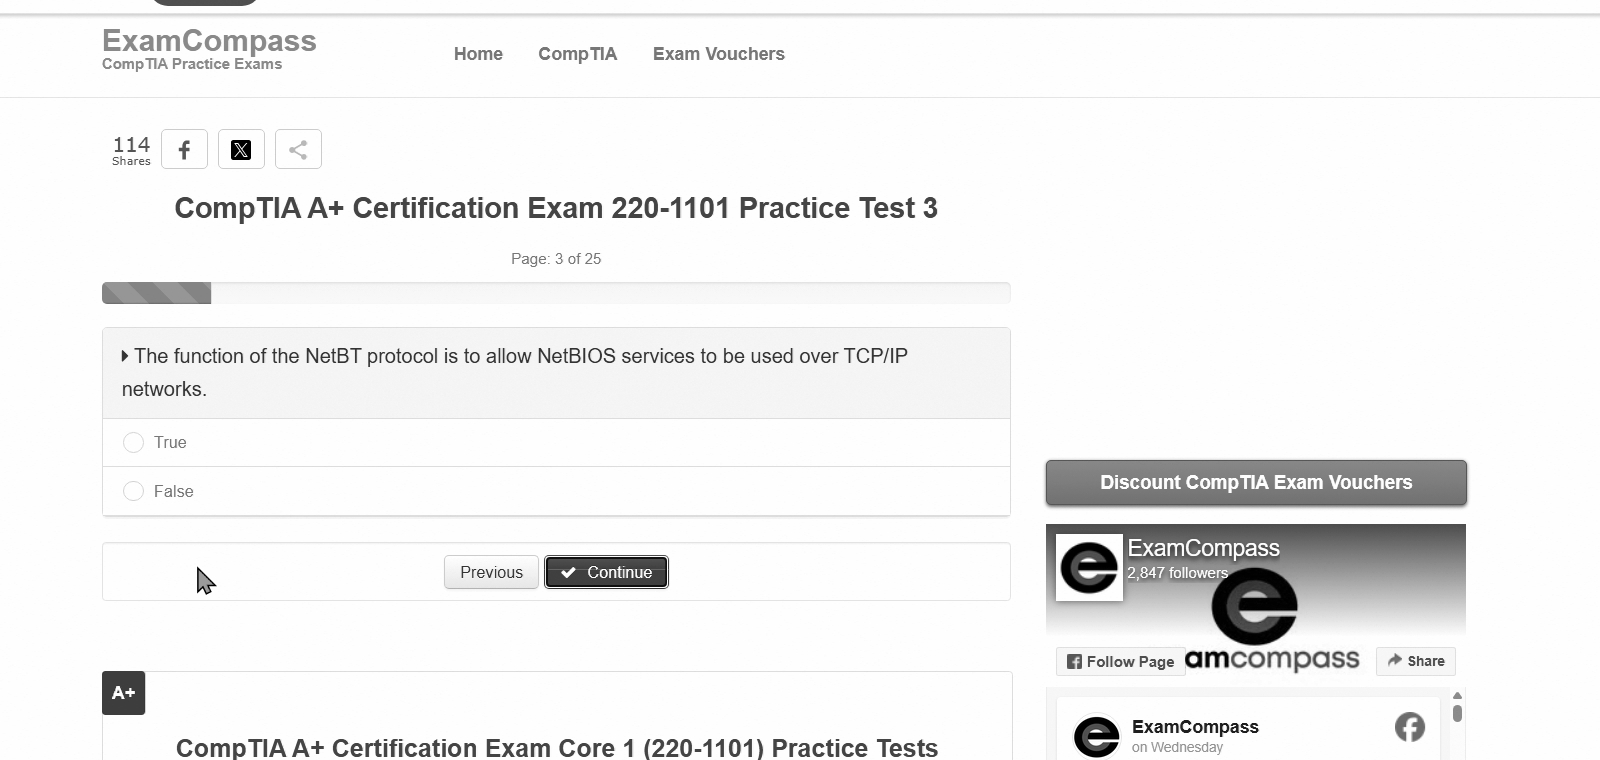 ExamCompass
CompTIA Practice Exams
Home
CompTIA
Exam Vouchers
114
Shares
CompTIA A+ Certification Exam 220-1101 Practice Test 3
Page: 3 of 25
The function of the NetBT protocol is to allow NetBIOS services to be used over TCP/IP
networks.
True
False
Previous
Continue
Discount CompTIA Exam Vouchers
ExamCompass
2,847 followers
Follow Page
amcompass
Share
ExamCompass
on Wednesday
A+
CompTIA A+ Certification Exam Core 1 (220-1101) Practice Tests